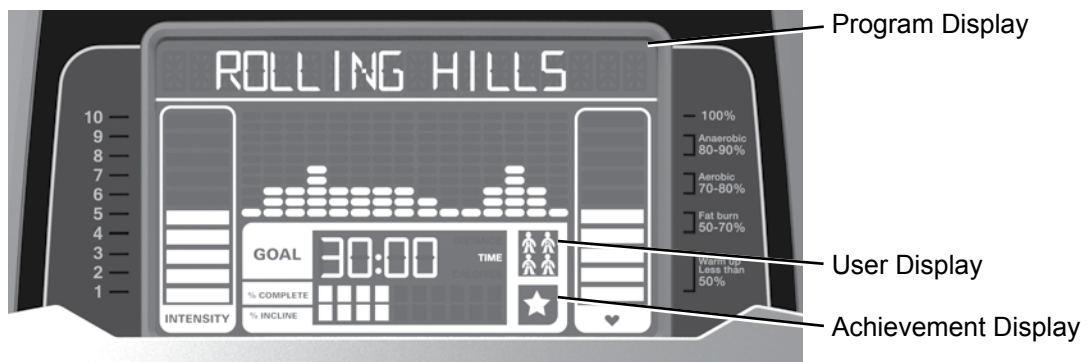 Program Display
ROLLING HILLS
10
9
8
7
6
5
4
3
2
1
100%
Anaerobic
80-90%
Aerobic
70-80%
Fat burn
50-70%
Warm up
Less than
50%
GOAL
30:00
TIME
CALORIES
% COMPLETE
% INCLINE
INTENSITY
User Display
Achievement Display